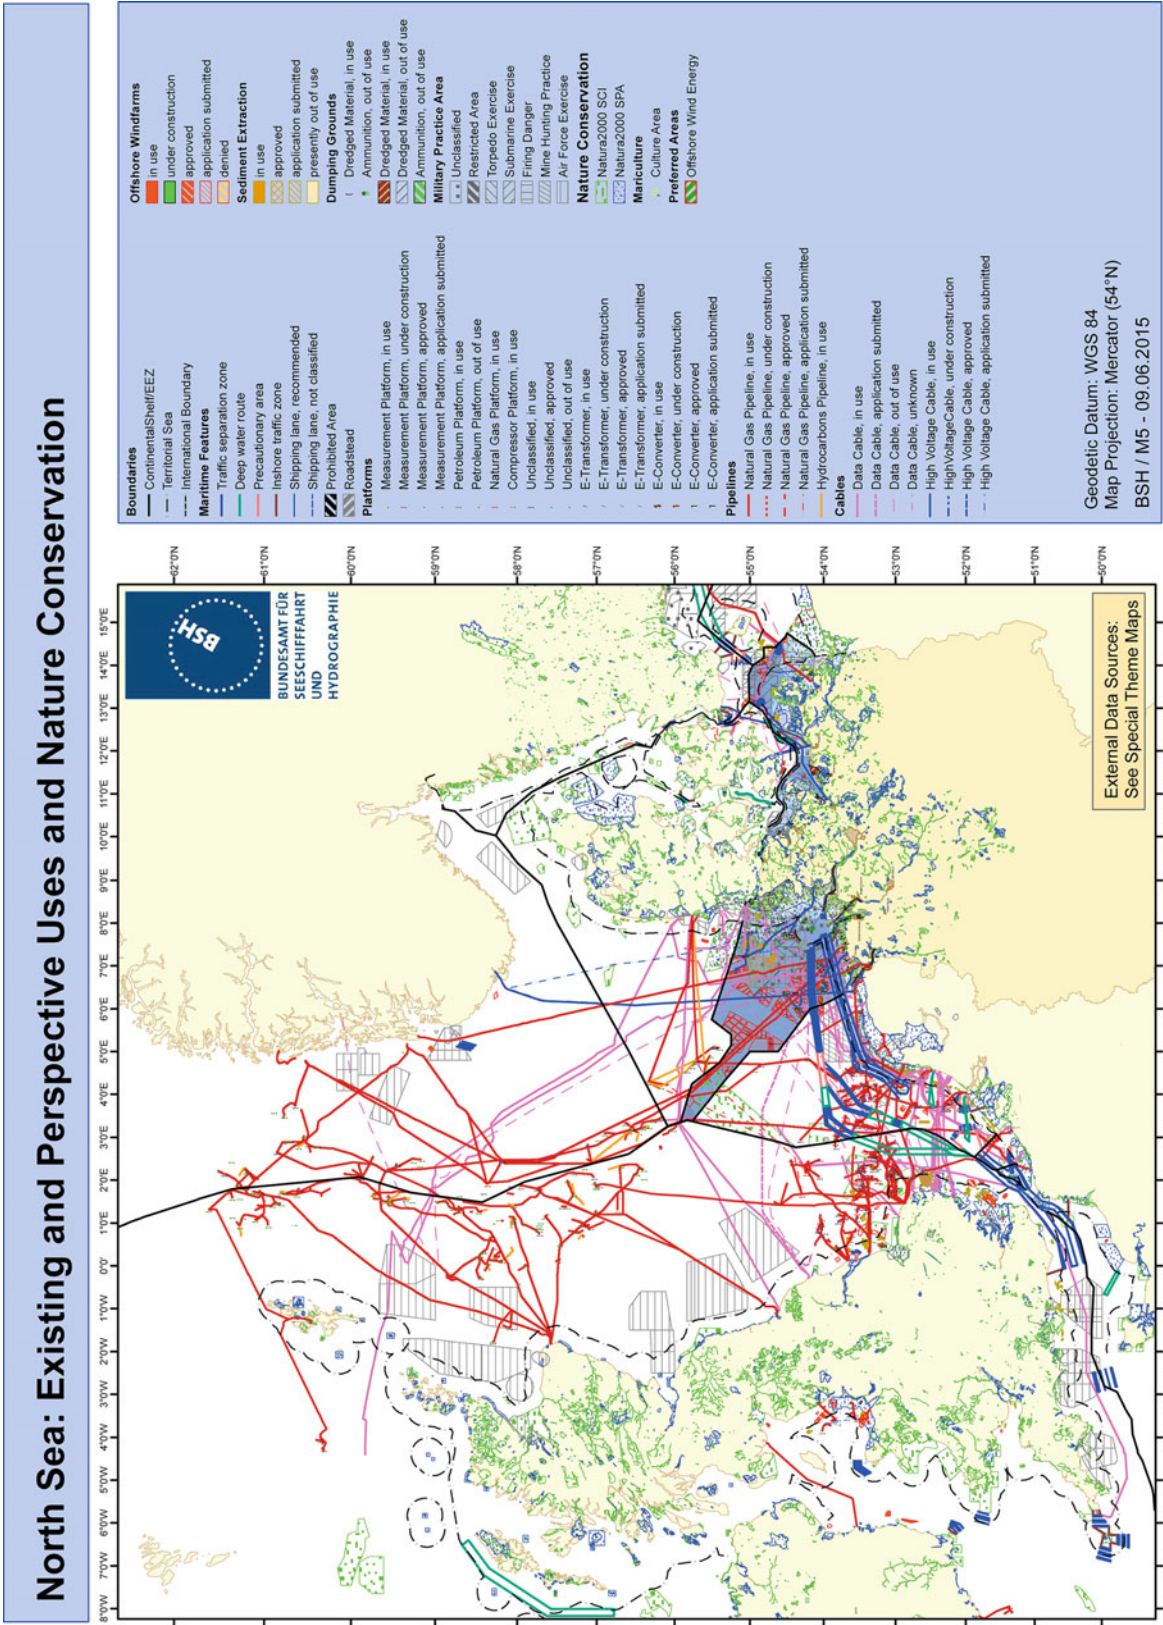 North Sea: Existing and Perspective Uses and Nature Conservation
BSH
BUNDESAMT FÜR
SEESCHIFFFAHRT
UND
HYDROGRAPHIE
8°0'W
7°0'W
6°0'W
5°0'W
4°0'W
3°0'W
2°0'W
1°0'W
0°0'
1°0'E
2°0'E
3°0'E
4°0'E
5°0'E
6°0'E
7°0'E
8°0'E
9°0'E
10°0'E
11°0'E
12°0'E
13°0'E
14°0'E
15°0'E
62°0'N
61°0'N
60°0'N
59°0'N
58°0'N
57°0'N
56°0'N
55°0'N
54°0'N
53°0'N
52°0'N
51°0'N
50°0'N
External Data Sources:
See Special Theme Maps
Boundaries
ContinentalShelf/EEZ
Territorial Sea
International Boundary
Maritime Features
Traffic separation zone
Deep water route
Precautionary area
Inshore traffic zone
Shipping lane, recommended
Shipping lane, not classified
Prohibited Area
Roadstead
Platforms
Measurement Platform, in use
Measurement Platform, under construction
Measurement Platform, approved
Measurement Platform, application submitted
Petroleum Platform, in use
Petroleum Platform, out of use
Natural Gas Platform, in use
Compressor Platform, in use
Unclassified, in use
Unclassified, approved
Unclassified, out of use
E-Transformer, in use
E-Transformer, under construction
E-Transformer, approved
E-Transformer, application submitted
E-Converter, in use
E-Converter, under construction
E-Converter, approved
E-Converter, application submitted
Pipelines
Natural Gas Pipeline, in use
Natural Gas Pipeline, under construction
Natural Gas Pipeline, approved
Natural Gas Pipeline, application submitted
Hydrocarbons Pipeline, in use
Cables
Data Cable, in use
Data Cable, application submitted
Data Cable, out of use
Data Cable, unknown
High Voltage Cable, in use
HighVoltageCable, under construction
High Voltage Cable, approved
High Voltage Cable, application submitted
Offshore Windfarms
in use
under construction
approved
application submitted
denied
Sediment Extraction
in use
approved
application submitted
presently out of use
Dumping Grounds
Dredged Material, in use
Ammunition, out of use
Dredged Material, in use
Dredged Material, out of use
Ammunition, out of use
Military Practice Area
Unclassified
Restricted Area
Torpedo Exercise
Submarine Exercise
Firing Danger
Mine Hunting Practice
Air Force Exercise
Nature Conservation
Natura2000 SCI
Natura2000 SPA
Mariculture
Culture Area
Preferred Areas
Offshore Wind Energy
Geodetic Datum: WGS 84
Map Projection: Mercator (54°N)
BSH / M5 - 09.06.2015